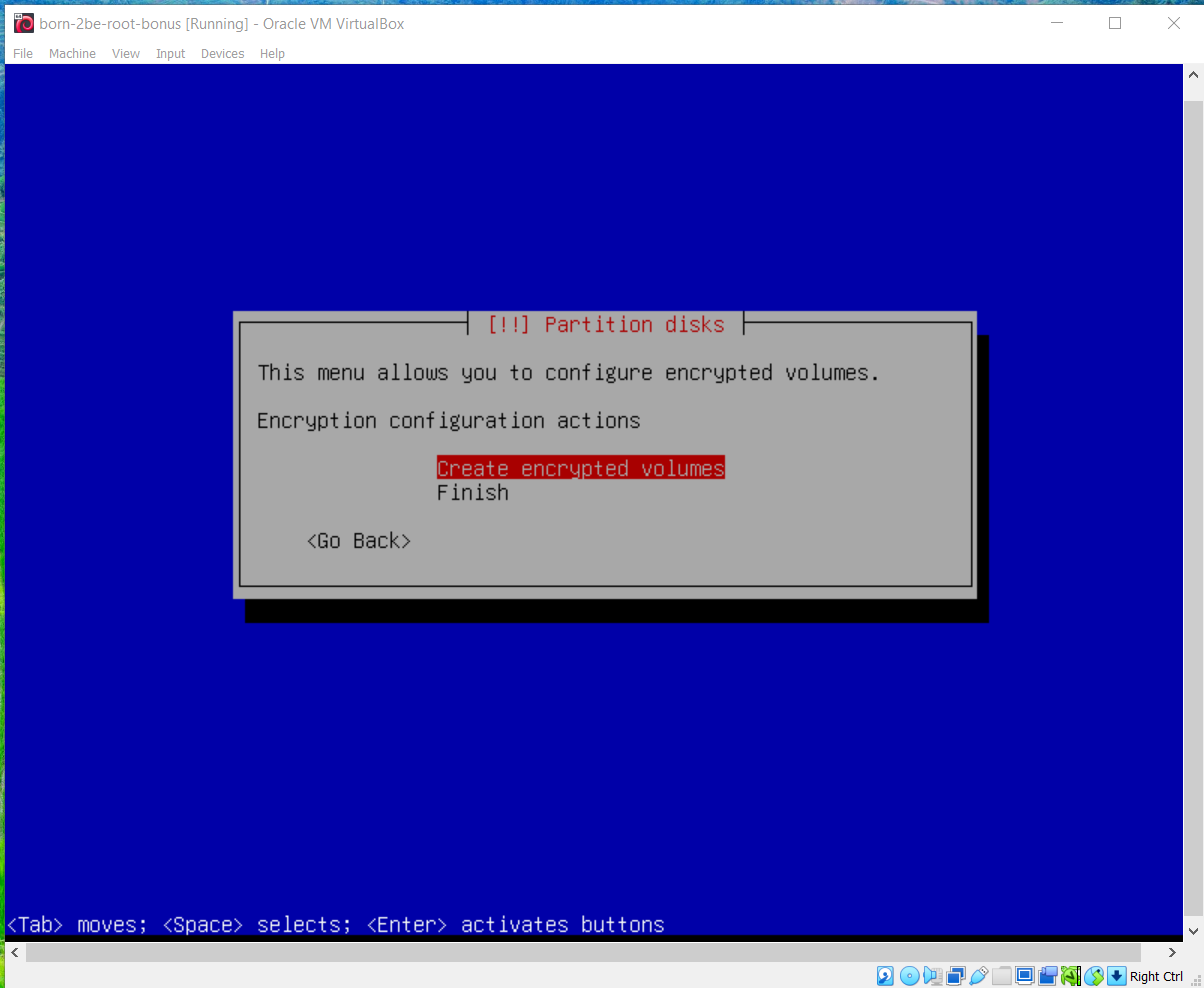 born-2be-root-bonus [Running] - Oracle VM VirtualBox
File Machine View Input Devices Help
[!!] Partition disks
This menu allows you to configure encrypted volumes.
Encryption configuration actions
Create encrypted volumes
Finish
<Go Back>
<Tab> moves; <Space> selects; <Enter> activates buttons
Right Ctrl